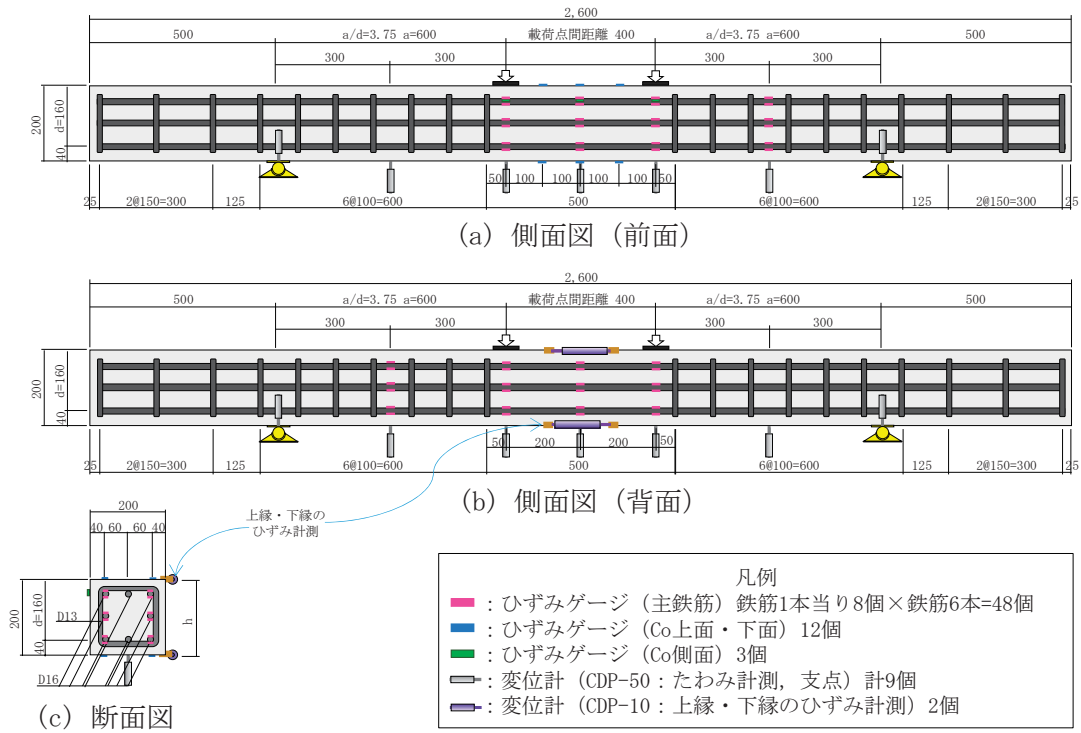 2,600
500 a/d=3.75 a=600 載荷点間距離 400 a/d=3.75 a=600 500
300 300 300 300
200 d=160 40
50 100 100 100 100 50
25 2@150=300 125 6@100=600 500 6@100=600 125 2@150=300 25
(a) 側面図 (前面)
2,600
500 a/d=3.75 a=600 載荷点間距離 400 a/d=3.75 a=600 500
300 300 300 300
200 d=160 40
50 200 200 50
25 2@150=300 125 6@100=600 500 6@100=600 125 2@150=300 25
(b) 側面図 (背面)
上縁・下縁の
ひずみ計測
200
40 60 60 40
200 d=160 40 h
D13
D16
(c) 断面図
凡例
：ひずみゲージ (主鉄筋) 鉄筋1本当り8個×鉄筋6本=48個
：ひずみゲージ (Co上面・下面) 12個
：ひずみゲージ (Co側面) 3個
：変位計 (CDP-50：たわみ計測, 支点) 計9個
：変位計 (CDP-10：上縁・下縁のひずみ計測) 2個